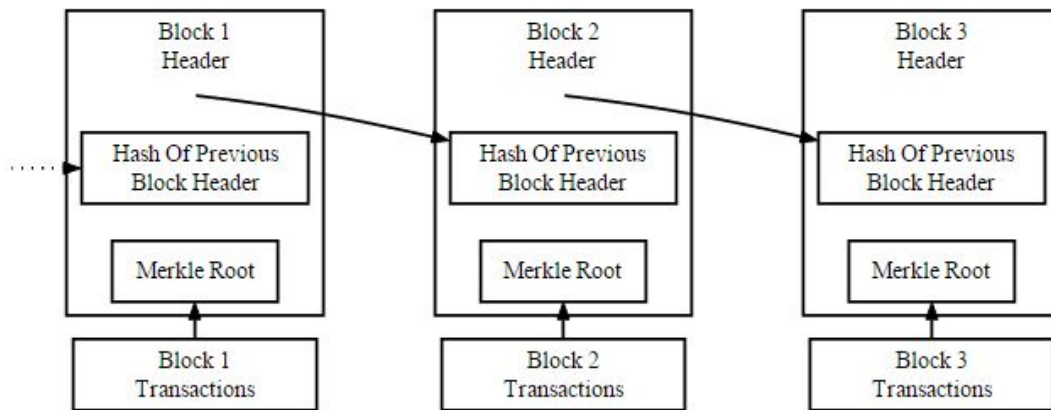 Block 1
Header
Hash Of Previous
Block Header
Merkle Root
Block 1
Transactions
Block 2
Header
Hash Of Previous
Block Header
Merkle Root
Block 2
Transactions
Block 3
Header
Hash Of Previous
Block Header
Merkle Root
Block 3
Transactions